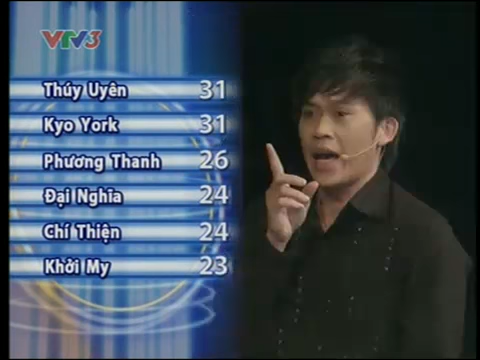 VTV3
Thúy Uyên 31
Kyo York 31
Phương Thanh 26
Đại Nghĩa 24
Chí Thiện 24
Khởi My 23